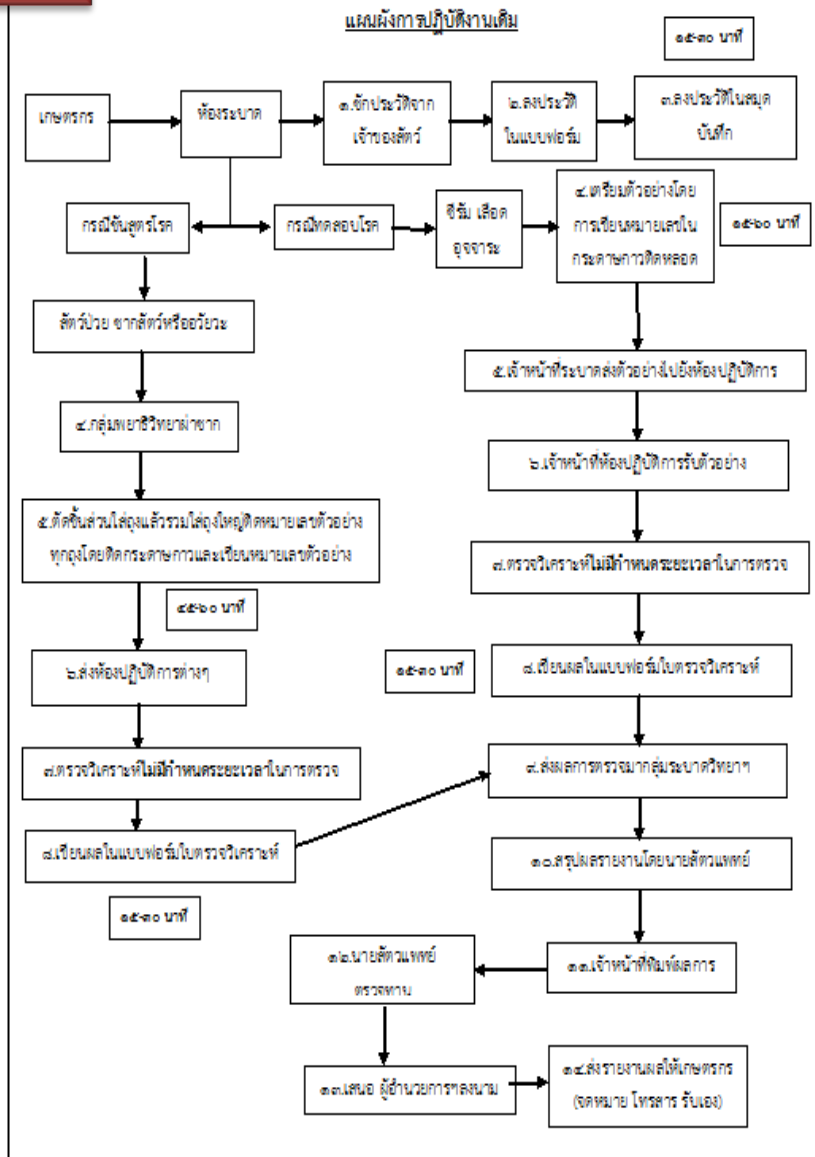 แผนผังการปฏิบัติงานเดิม
๑๕-๓๐ นาที
เกษตรกร
ห้องระบาด
๑.ซักประวัติจาก
เจ้าของสัตว์
๒.ลงประวัติ
ในแบบฟอร์ม
๓.ลงประวัติในสมุด
บันทึก
กรณีชันสูตรโรค
กรณีทดสอบโรค
ซีรัม เลือด
อุจจาระ
๔.เตรียมตัวอย่างโดย
การเขียนหมายเลขใน
กระดาษกาวติดหลอด
๑๕-๖๐ นาที
สัตว์ป่วย ซากสัตว์หรืออวัยวะ
๕.เจ้าหน้าที่ระบาดส่งตัวอย่างไปยังห้องปฏิบัติการ
๔.กลุ่มพยาธิวิทยาผ่าซาก
๖.เจ้าหน้าที่ห้องปฏิบัติการรับตัวอย่าง
๕.ตัดชิ้นส่วนใส่ถุงแล้วรวมใส่ถุงใหญ่ติดหมายเลขตัวอย่าง
ทุกถุงโดยติดกระดาษกาวและเขียนหมายเลขตัวอย่าง
๗.ตรวจวิเคราะห์ไม่มีกำหนดระยะเวลาในการตรวจ
๔๕-๖๐ นาที
๖.ส่งห้องปฏิบัติการต่างๆ
๑๕-๓๐ นาที
๘.เขียนผลในแบบฟอร์มใบตรวจวิเคราะห์
๗.ตรวจวิเคราะห์ไม่มีกำหนดระยะเวลาในการตรวจ
๙.ส่งผลการตรวจมากลุ่มระบาดวิทยาฯ
๘.เขียนผลในแบบฟอร์มใบตรวจวิเคราะห์
๑๐.สรุปผลรายงานโดยนายสัตวแพทย์
๑๕-๓๐ นาที
๑๒.นายสัตวแพทย์
ตรวจทาน
๑๑.เจ้าหน้าที่พิมพ์ผลการ
๑๓.เสนอ ผู้อำนวยการฯลงนาม
๑๔.ส่งรายงานผลให้เกษตรกร
(จดหมาย โทรสาร รับเอง)